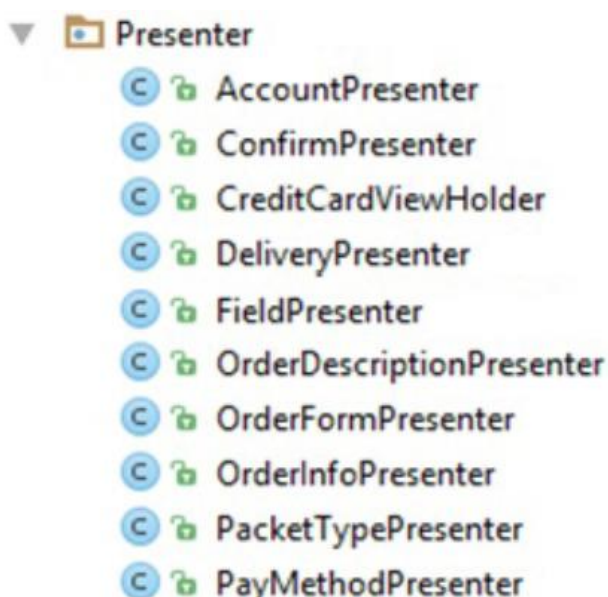 Presenter
AccountPresenter
ConfirmPresenter
CreditCardViewHolder
DeliveryPresenter
FieldPresenter
OrderDescriptionPresenter
OrderFormPresenter
OrderInfoPresenter
PacketTypePresenter
PayMethodPresenter